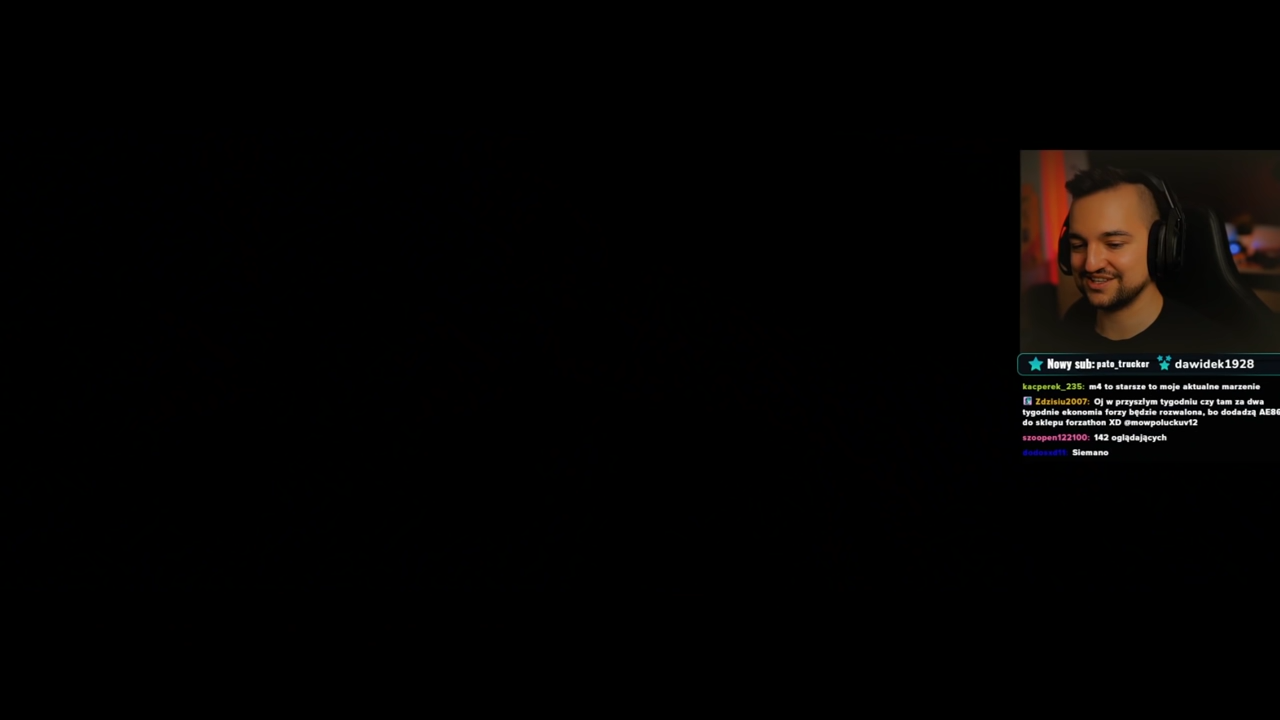 Nowy sub: pato_trucker dawidek1928
kacperek_235: m4 to starsze to moje aktualne marzenie
Zdzisiu2007: Oj w przyszłym tygodniu czy tam za dwa
tygodnie ekonomia forzy będzie rozwalona, bo dodadzą AE86
do sklepu forzathon XD @mowpoluckuv12
szoopen122100: 142 oglądających
Siemano